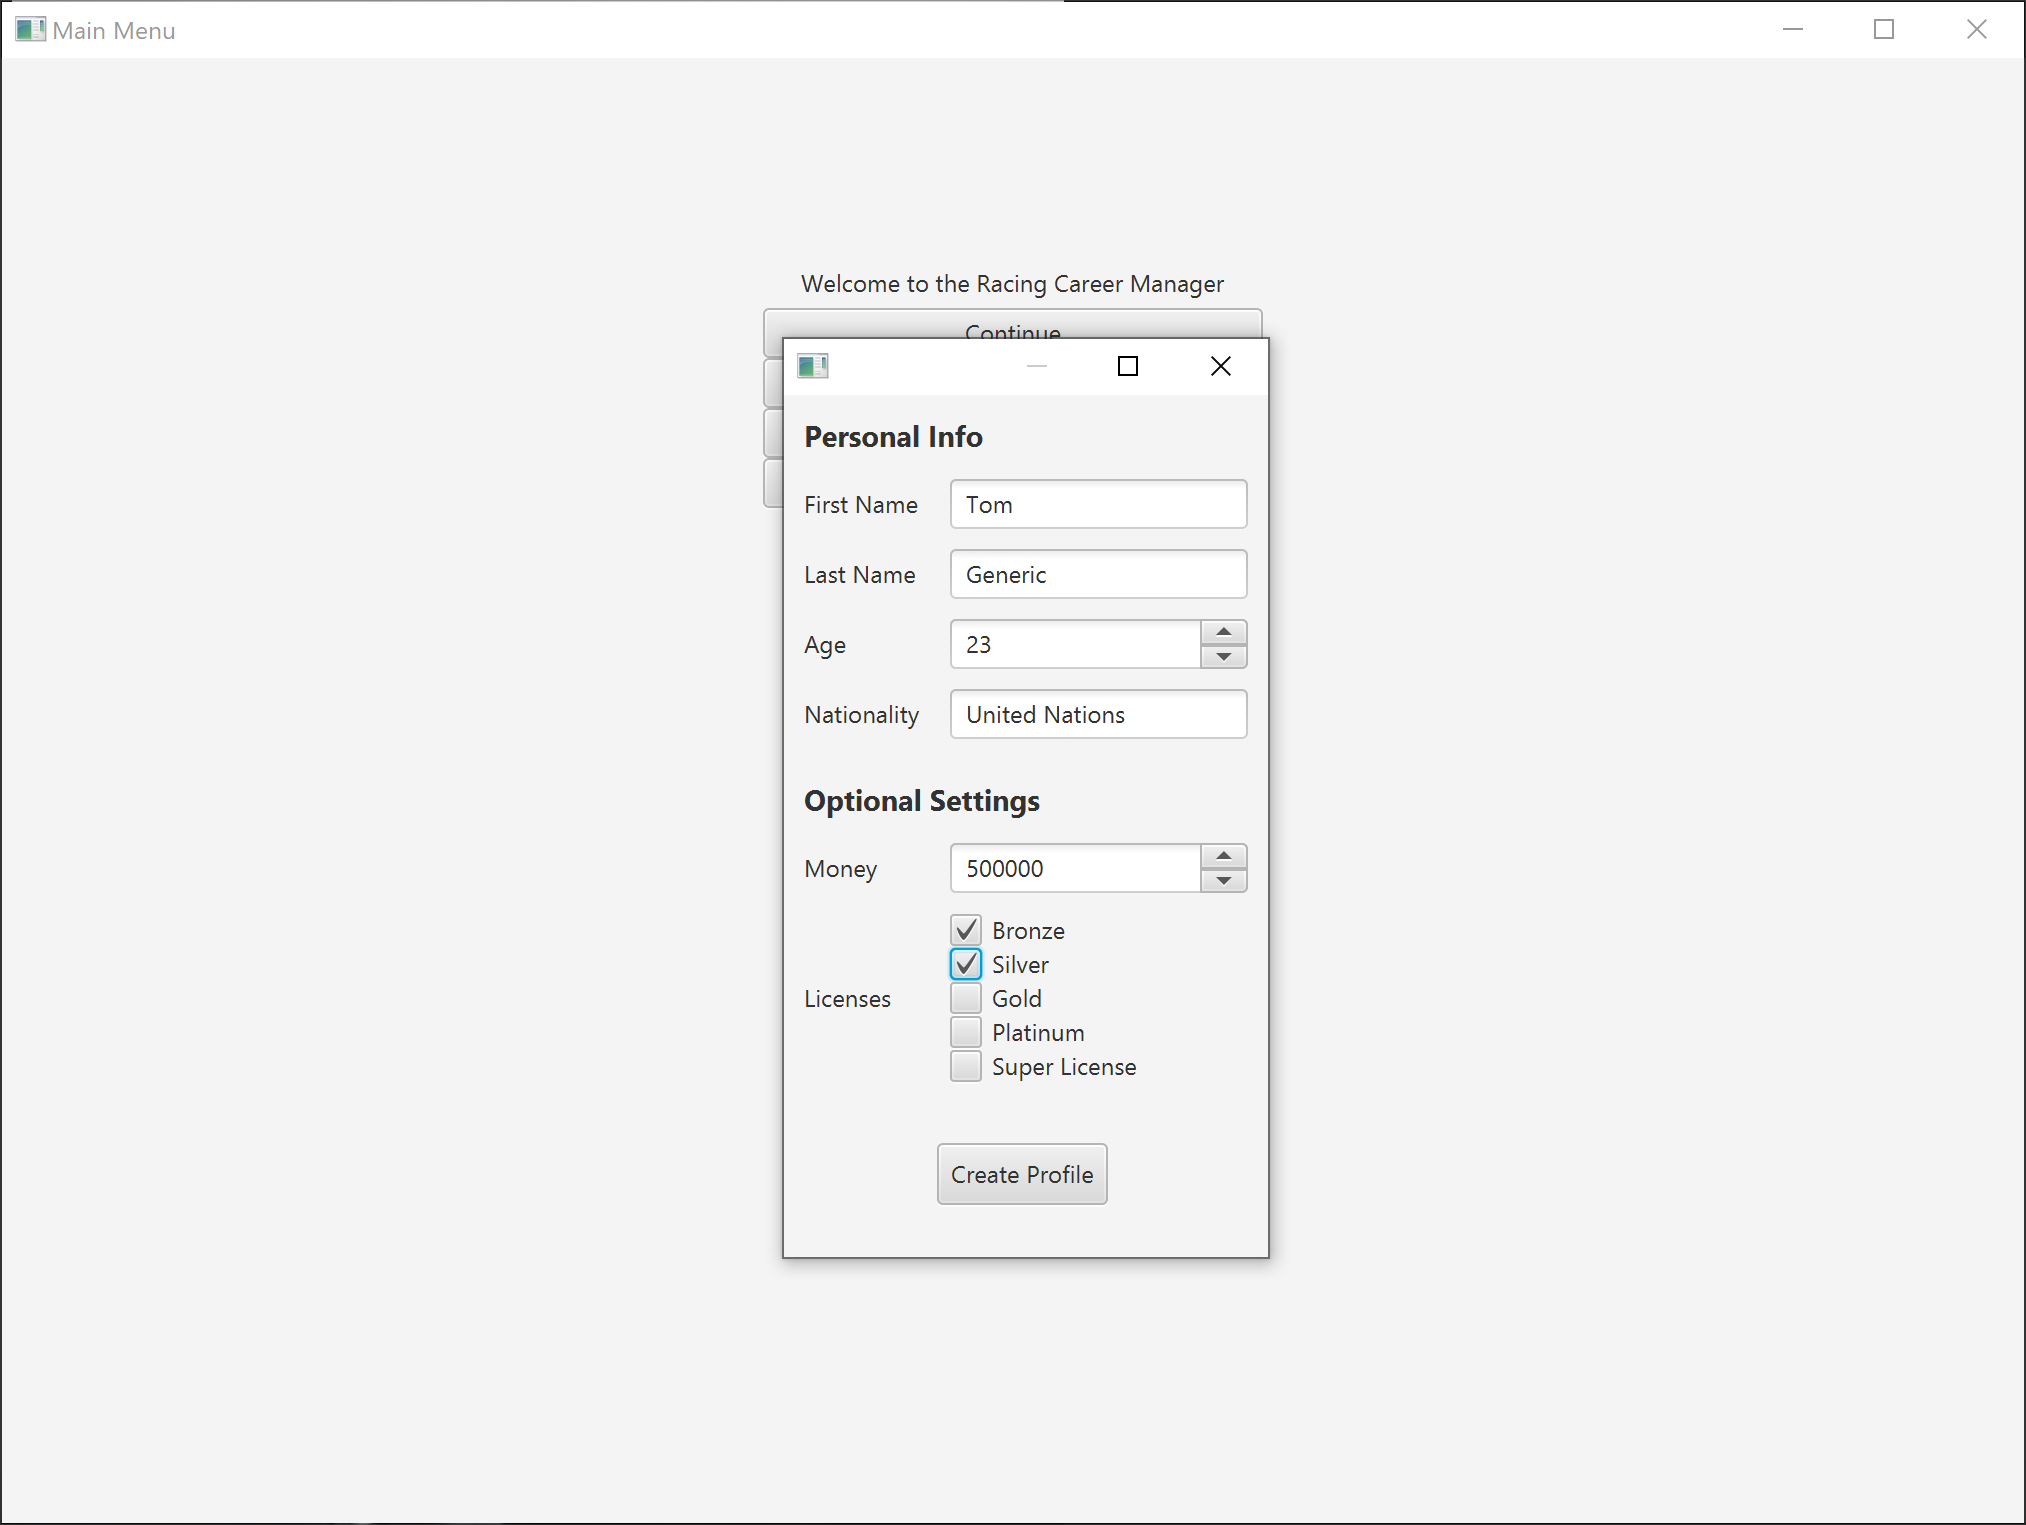 Main Menu
Welcome to the Racing Career Manager
Continue
Personal Info
First Name Tom
Last Name Generic
Age 23
Nationality United Nations
Optional Settings
Money 500000
Licenses
Bronze
Silver
Gold
Platinum
Super License
Create Profile